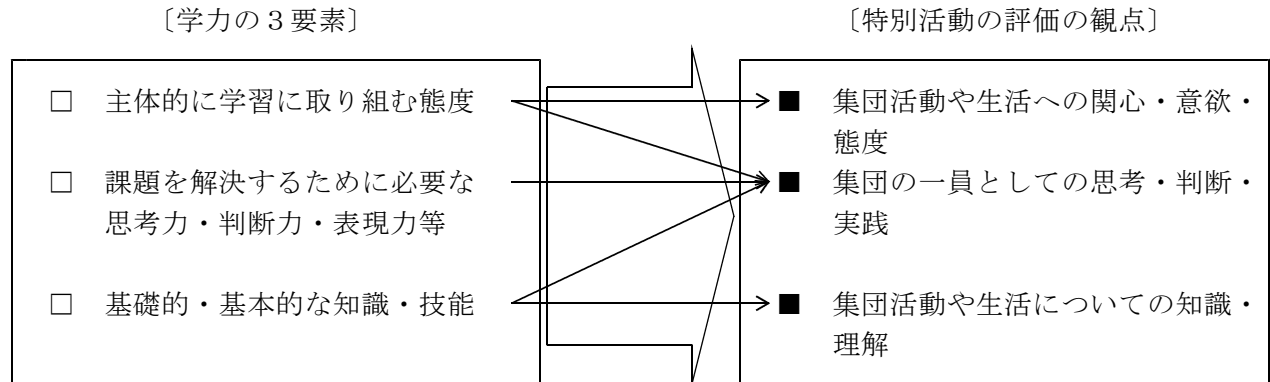 〔学力の３要素〕
〔特別活動の評価の観点〕
□ 主体的に学習に取り組む態度
□ 課題を解決するために必要な
思考力・判断力・表現力等
□ 基礎的・基本的な知識・技能
■ 集団活動や生活への関心・意欲・
態度
■ 集団の一員としての思考・判断・
実践
■ 集団活動や生活についての知識・
理解